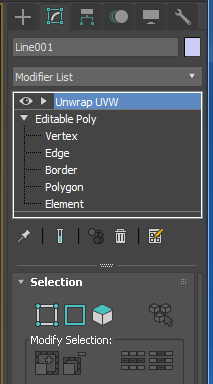 Line001
Modifier List
Unwrap UVW
Editable Poly
Vertex
Edge
Border
Polygon
Element
Selection
Modify Selection: